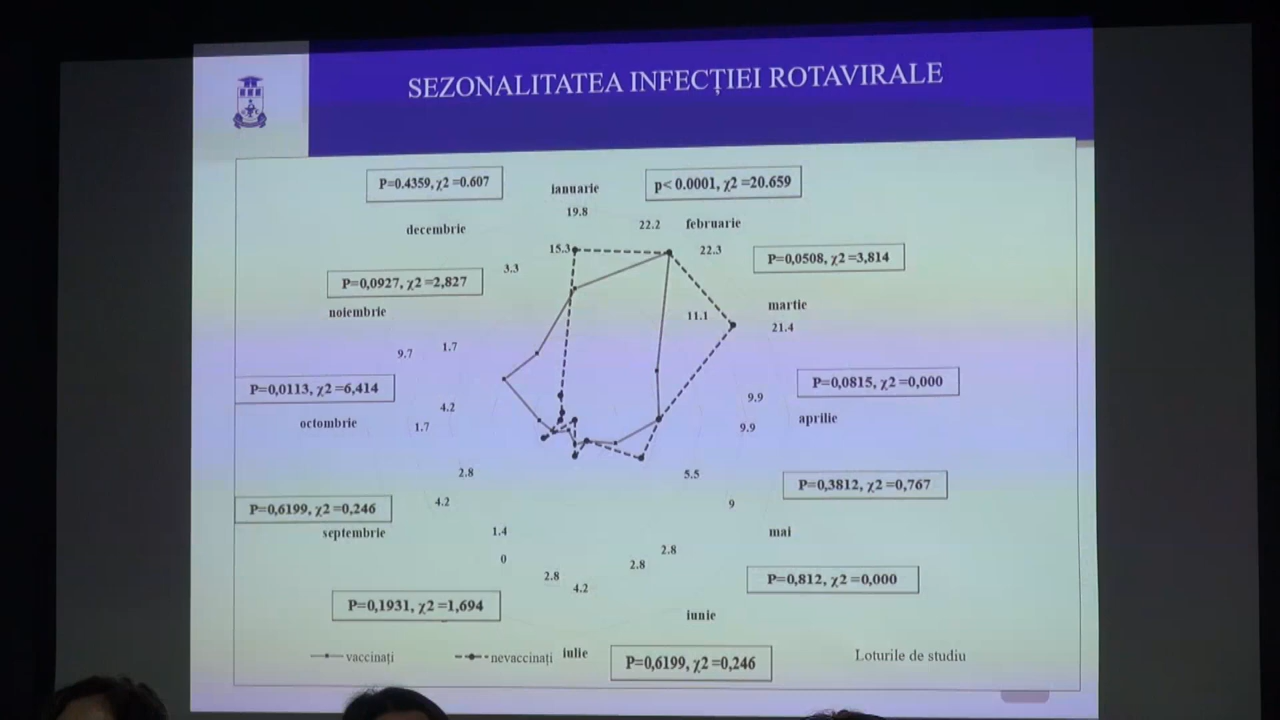 SEZONALITATEA INFECȚIEI ROTAVIRALE
P=0.4359, χ2 =0.607
ianuarie
p< 0.0001, χ2 =20.659
19.8
decembrie
22.2
februarie
15.3
22.3
P=0,0508, χ2 =3,814
3.3
P=0,0927, χ2 =2,827
noiembrie
martie
11.1
21.4
9.7
1.7
P=0,0113, χ2 =6,414
P=0,0815, χ2 =0,000
9.9
4.2
octombrie
1.7
9.9
aprilie
2.8
5.5
P=0,3812, χ2 =0,767
4.2
9
P=0,6199, χ2 =0,246
septembrie
1.4
mai
0
2.8
2.8
2.8
4.2
P=0,812, χ2 =0,000
P=0,1931, χ2 =1,694
iunie
vaccinați
nevaccinați
iulie
P=0,6199, χ2 =0,246
Loturile de studiu